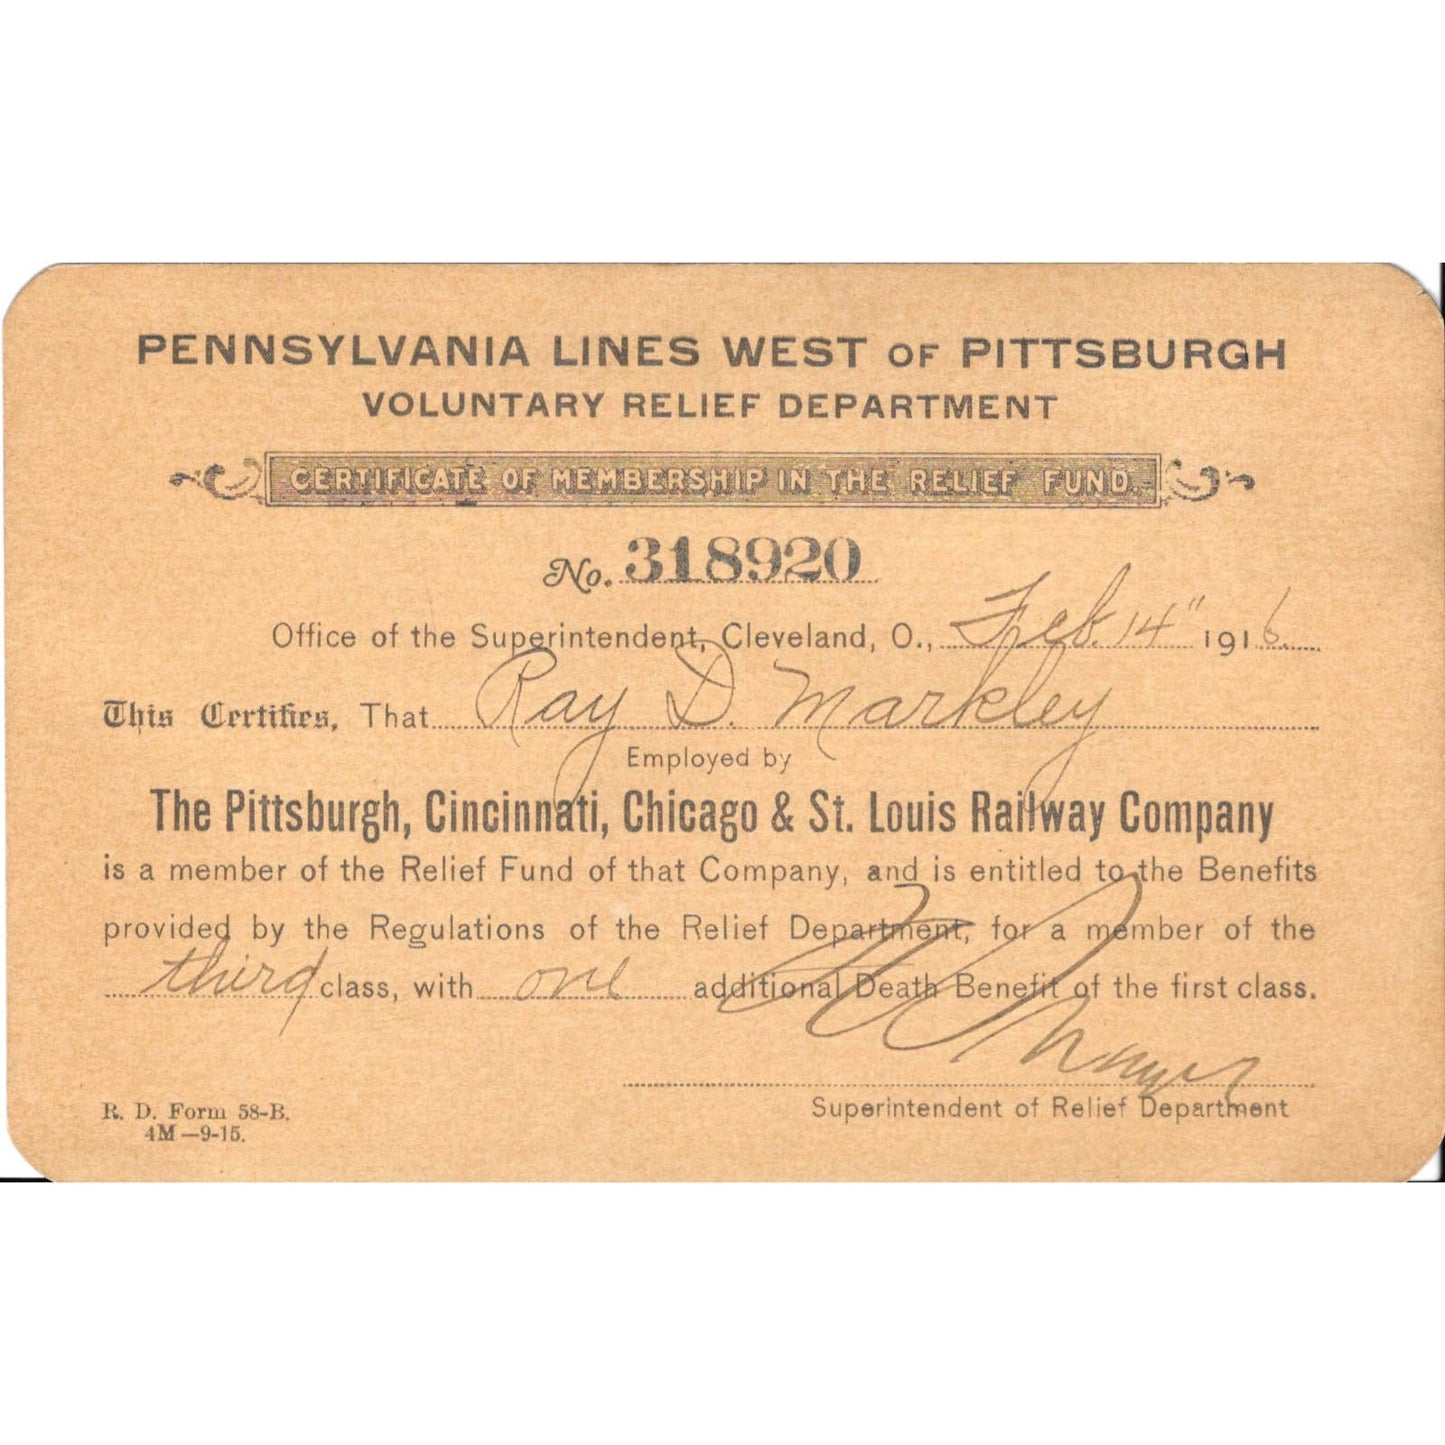 PENNSYLVANIA LINES WEST OF PITTSBURGH
VOLUNTARY RELIEF DEPARTMENT
CERTIFICATE OF MEMBERSHIP IN THE RELIEF FUND.
No. 318920
Office of the Superintendent, Cleveland, O., Feb. 14" 1916
This Certifies, That Ray D. Markley
Employed by
The Pittsburgh, Cincinnati, Chicago & St. Louis Railway Company
is a member of the Relief Fund of that Company, and is entitled to the Benefits
provided by the Regulations of the Relief Department, for a member of the
third class, with one additional Death Benefit of the first class.
Superintendent of Relief Department
R. D. Form 58-B.
4M-9-15.